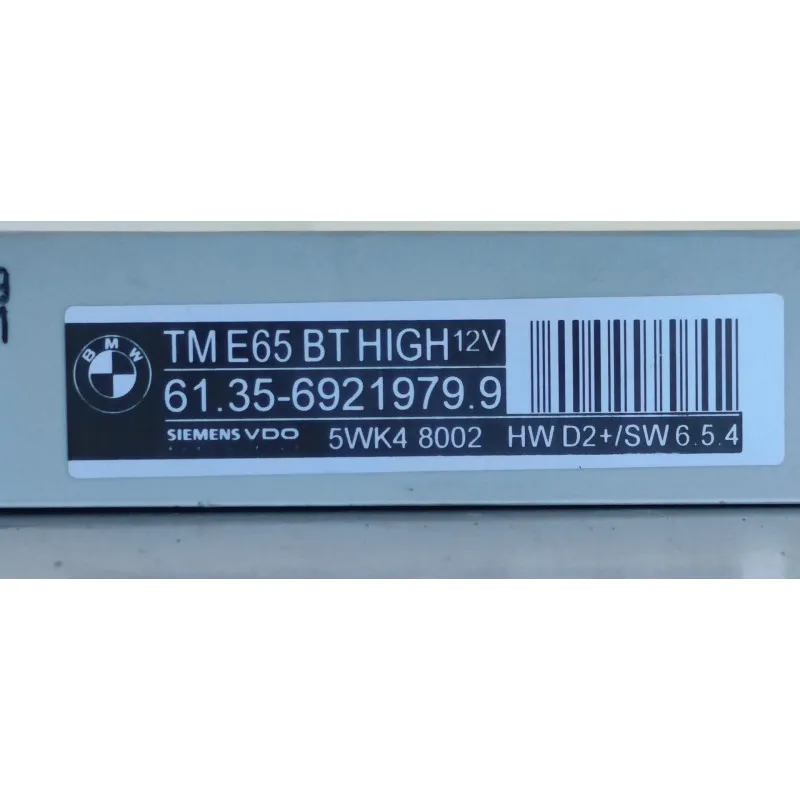 BMW
TM E65 BT HIGH 12V
61.35-6921979.9
SIEMENS VDO 5WK4 8002 HW D2+/SW 6.5.4